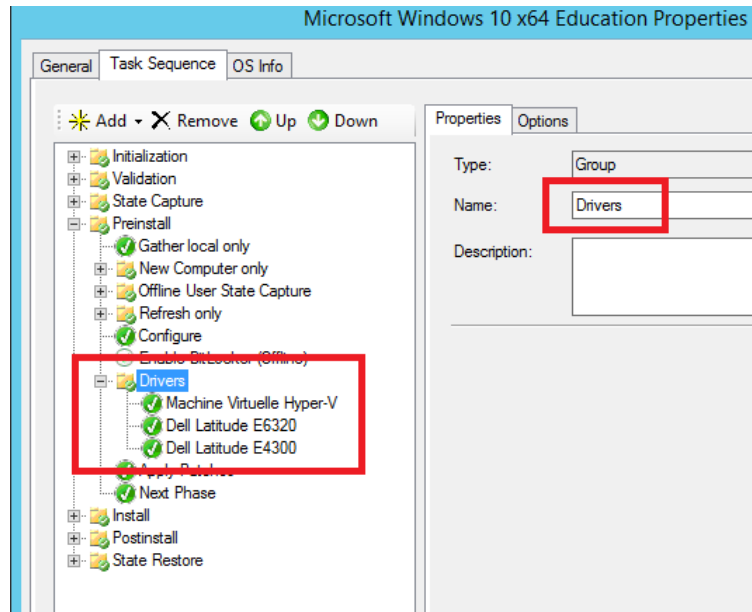 Microsoft Windows 10 x64 Education Properties
General Task Sequence OS Info
Add Remove Up Down
Properties Options
Initialization
Validation
State Capture
Preinstall
Gather local only
New Computer only
Offline User State Capture
Refresh only
Configure
Enable BitLocker (Offline)
Drivers
Machine Virtuelle Hyper-V
Dell Latitude E6320
Dell Latitude E4300
Apply Patches
Next Phase
Install
Postinstall
State Restore
Type: Group
Name: Drivers
Description: